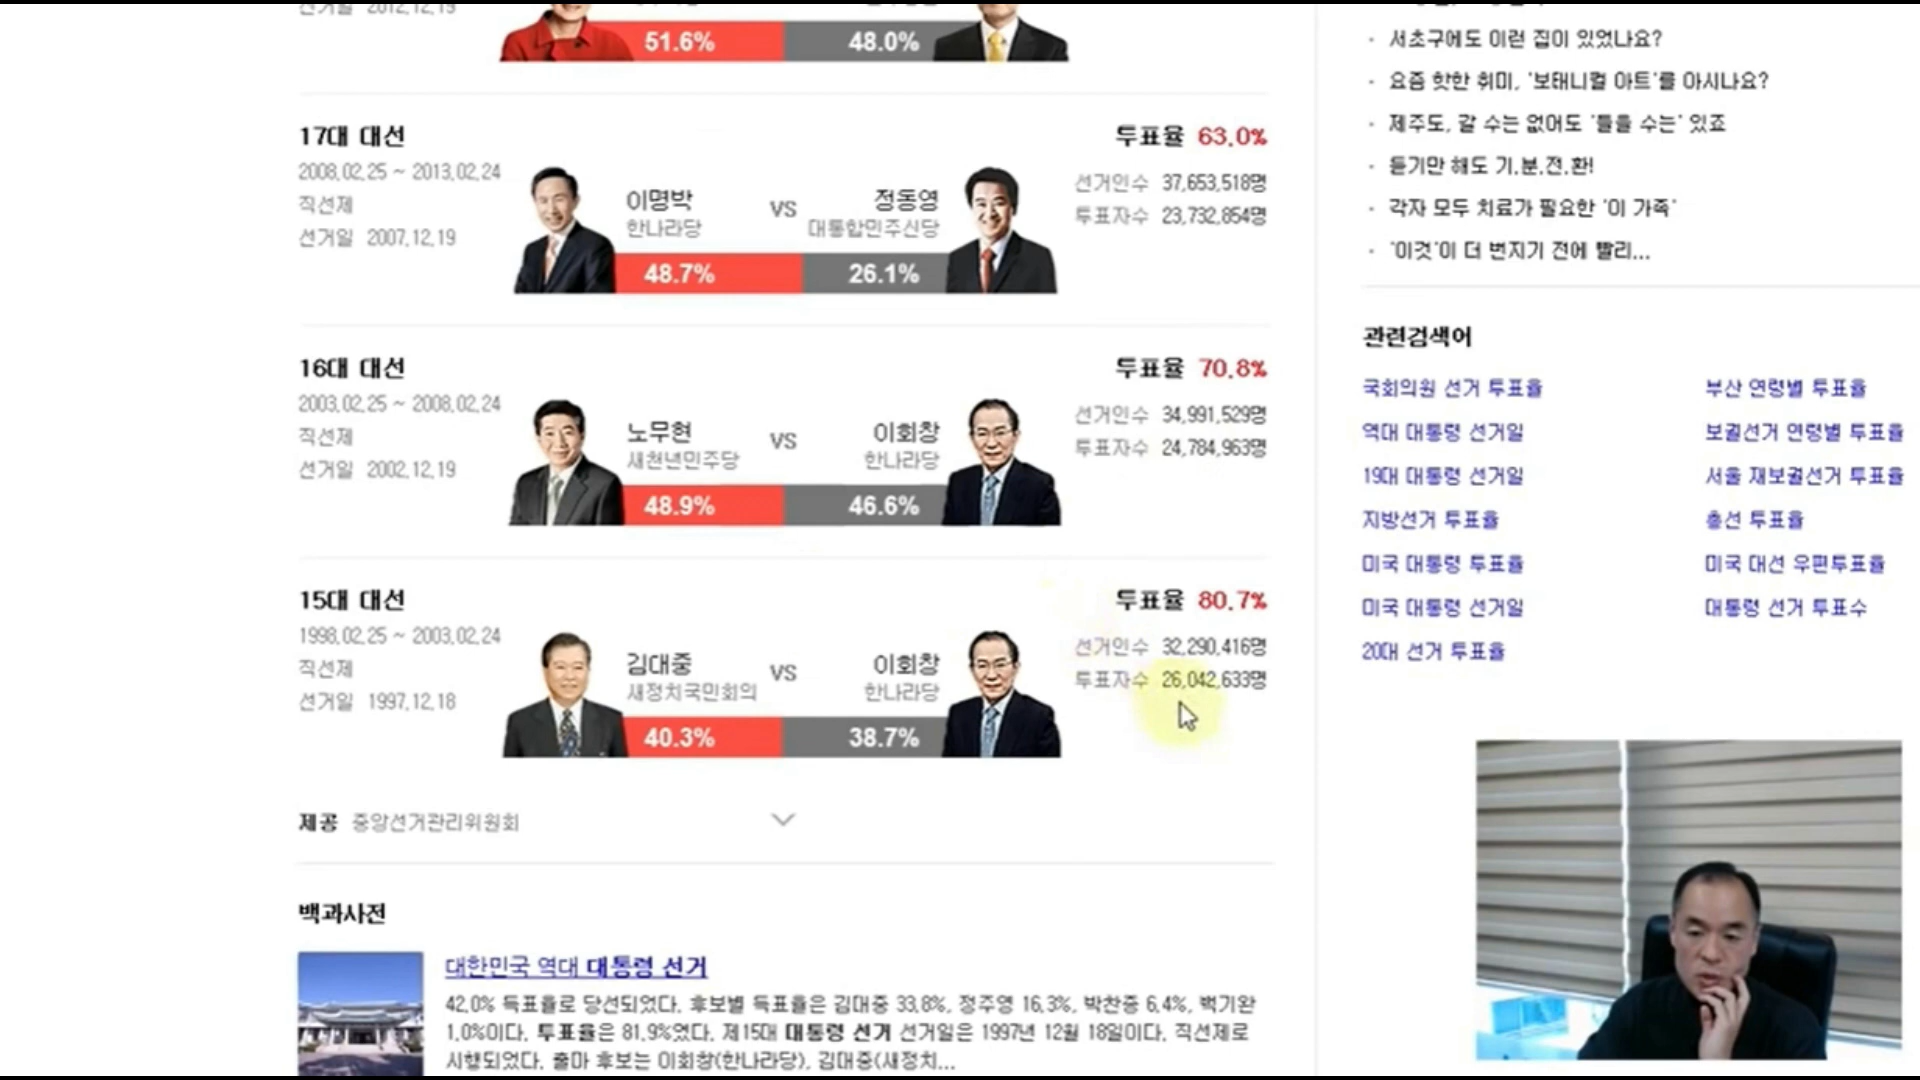 51.6%
48.0%
17대 대선
투표율 63.0%
2008.02.25 ~ 2013.02.24
직선제
선거일 2007.12.19
이명박
한나라당
VS
정동영
대통합민주신당
48.7%
26.1%
선거인수 37,653,518명
투표자수 23,732,854명
16대 대선
투표율 70.8%
2003.02.25 ~ 2008.02.24
직선제
선거일 2002.12.19
노무현
새천년민주당
VS
이회창
한나라당
48.9%
46.6%
선거인수 34,991,529명
투표자수 24,784,963명
15대 대선
투표율 80.7%
1998.02.25 ~ 2003.02.24
직선제
선거일 1997.12.18
김대중
새정치국민회의
VS
이회창
한나라당
40.3%
38.7%
선거인수 32,290,416명
투표자수 26,042,633명
제공 중앙선거관리위원회
백과사전
대한민국 역대 대통령 선거
42.0% 득표율로 당선되었다. 후보별 득표율은 김대중 33.8%, 정주영 16.3%, 박찬종 6.4%, 백기완
1.0%이다. 투표율은 81.9%였다. 제15대 대통령 선거 선거일은 1997년 12월 18일이다. 직선제로
시행되었다. 출마 후보는 이회창(한나라당), 김대중(새정치...
· 서초구에도 이런 집이 있었나요?
· 요즘 핫한 취미, '보태니컬 아트'를 아시나요?
· 제주도, 갈 수는 없어도 '들을 수는' 있죠
· 듣기만 해도 기.분.전.환!
· 각자 모두 치료가 필요한 '이 가족'
· '이것'이 더 번지기 전에 빨리...
관련검색어
국회의원 선거 투표율
부산 연령별 투표율
역대 대통령 선거일
보궐선거 연령별 투표율
19대 대통령 선거일
서울 재보궐선거 투표율
지방선거 투표율
총선 투표율
미국 대통령 투표율
미국 대선 우편투표율
미국 대통령 선거일
대통령 선거 투표수
20대 선거 투표율